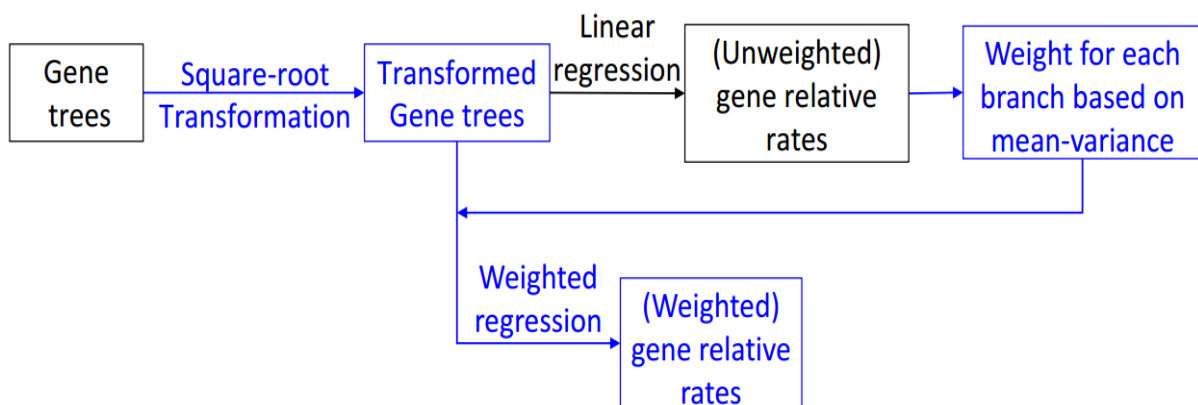 Gene
trees
Square-root
Transformation
Transformed
Gene trees
Linear
regression
(Unweighted)
gene relative
rates
Weight for each
branch based on
mean-variance
Weighted
regression
(Weighted)
gene relative
rates